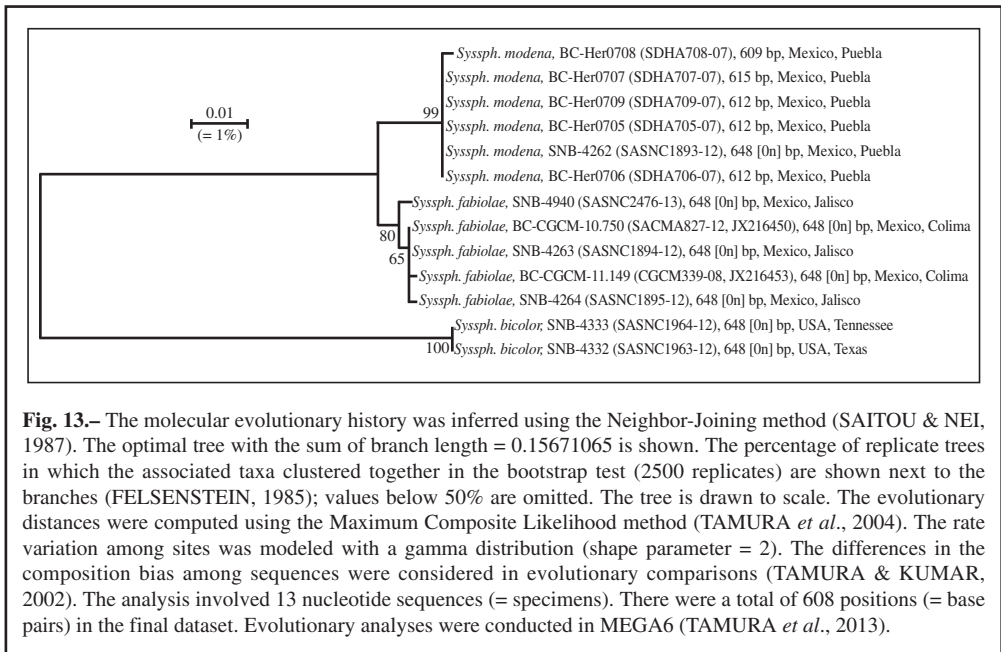 Syssph. modena, BC-Her0708 (SDHA708-07), 609 bp, Mexico, Puebla
Syssph. modena, BC-Her0707 (SDHA707-07), 615 bp, Mexico, Puebla
0.01
99
Syssph. modena, BC-Her0709 (SDHA709-07), 612 bp, Mexico, Puebla
(= 1%)
Syssph. modena, BC-Her0705 (SDHA705-07), 612 bp, Mexico, Puebla
Syssph. modena, SNB-4262 (SASNC1893-12), 648 [0n] bp, Mexico, Puebla
Syssph. modena, BC-Her0706 (SDHA706-07), 612 bp, Mexico, Puebla
Syssph. fabiolae, SNB-4940 (SASNC2476-13), 648 [0n] bp, Mexico, Jalisco
Syssph. fabiolae, BC-CGCM-10.750 (SACMA827-12, JX216450), 648 [0n] bp, Mexico, Colima
80
Syssph. fabiolae, SNB-4263 (SASNC1894-12), 648 [0n] bp, Mexico, Jalisco
65
Syssph. fabiolae, BC-CGCM-11.149 (CGCM339-08, JX216453), 648 [0n] bp, Mexico, Colima
Syssph. fabiolae, SNB-4264 (SASNC1895-12), 648 [0n] bp, Mexico, Jalisco
Syssph. bicolor, SNB-4333 (SASNC1964-12), 648 [0n] bp, USA, Tennessee
100
Syssph. bicolor, SNB-4332 (SASNC1963-12), 648 [0n] bp, USA, Texas
Fig. 13.– The molecular evolutionary history was inferred using the Neighbor-Joining method (SAITOU & NEI,
1987). The optimal tree with the sum of branch length = 0.15671065 is shown. The percentage of replicate trees
in which the associated taxa clustered together in the bootstrap test (2500 replicates) are shown next to the
branches (FELSENSTEIN, 1985); values below 50% are omitted. The tree is drawn to scale. The evolutionary
distances were computed using the Maximum Composite Likelihood method (TAMURA et al., 2004). The rate
variation among sites was modeled with a gamma distribution (shape parameter = 2). The differences in the
composition bias among sequences were considered in evolutionary comparisons (TAMURA & KUMAR,
2002). The analysis involved 13 nucleotide sequences (= specimens). There were a total of 608 positions (= base
pairs) in the final dataset. Evolutionary analyses were conducted in MEGA6 (TAMURA et al., 2013).